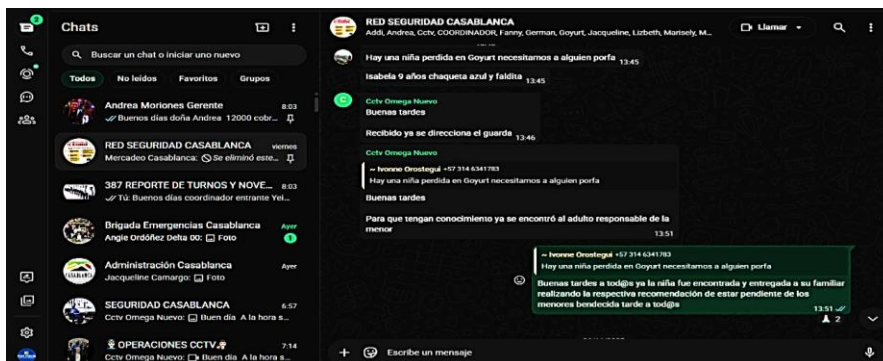 2
Chats
Buscar un chat o iniciar uno nuevo
Todos No leídos Favoritos Grupos
Andrea Moriones Gerente 8:03
Buenos días doña Andrea 12000 cobr...
RED SEGURIDAD CASABLANCA viernes
Mercadeo Casablanca: Se eliminó este...
387 REPORTE DE TURNOS Y NOVE... 8:03
Tú: Buenos días coordinador entrante Yei...
Brigada Emergencias Casablanca Ayer
Angie Ordóñez Delta 00: Foto 1
Administración Casablanca Ayer
Jacqueline Camargo: Foto
SEGURIDAD CASABLANCA 6:57
Cctv Omega Nuevo: Buen día A la hora s...
OPERACIONES CCTV 7:14
Cctv Omega Nuevo: Buen día A la hora s...
RED SEGURIDAD CASABLANCA
Addi, Andrea, Cctv, COORDINADOR, Fanny, German, Goyurt, Jacqueline, Lizbeth, Marisely, M...
Llamar
Hay una niña perdida en Goyurt necesitamos a alguien porfa 13:45
Isabela 9 años chaqueta azul y faldita 13:45
C
Cctv Omega Nuevo
Buenas tardes
Recibido ya se direcciona el guarda 13:46
Cctv Omega Nuevo
~ Ivonne Orostegui +57 314 6341783
Hay una niña perdida en Goyurt necesitamos a alguien porfa
Buenas tardes
Para que tengan conocimiento ya se encontró al adulto responsable de la
menor 13:51
~ Ivonne Orostegui +57 314 6341783
Hay una niña perdida en Goyurt necesitamos a alguien porfa
Buenas tardes a tod@s ya la niña fue encontrada y entregada a su familiar
realizando la respectiva recomendación de estar pendiente de los
menores bendecida tarde a tod@s 13:51
2
Escribe un mensaje